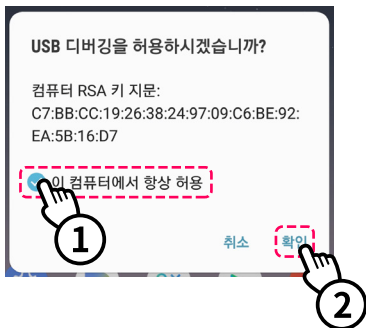 USB 디버깅을 허용하시겠습니까?
컴퓨터 RSA 키 지문:
C7:BB:CC:19:26:38:24:97:09:C6:BE:92:
EA:5B:16:D7
이 컴퓨터에서 항상 허용
1
취소 확인
2